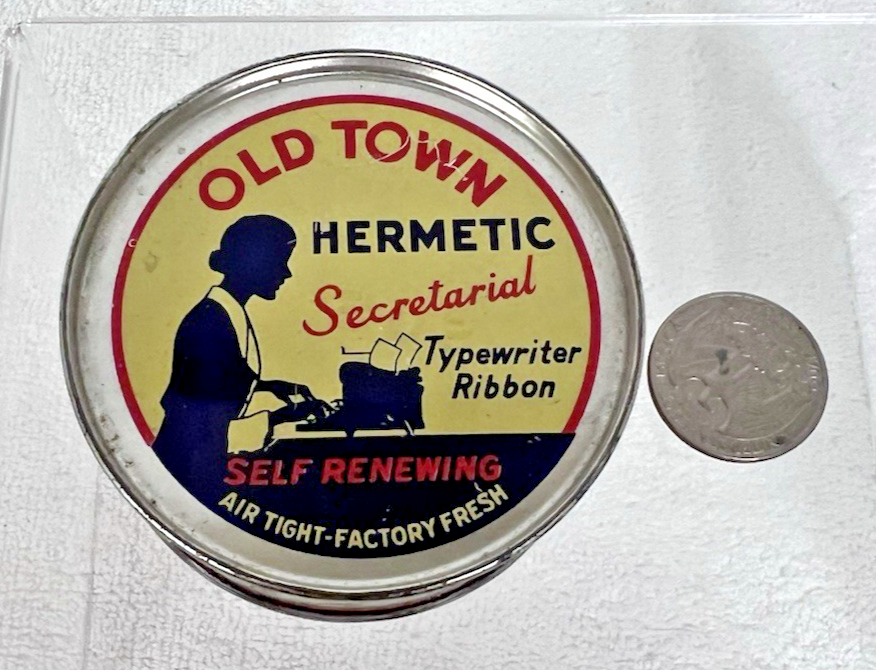 OLD TOWN
HERMETIC
Secretarial
Typewriter
Ribbon
SELF RENEWING
AIR TIGHT-FACTORY FRESH